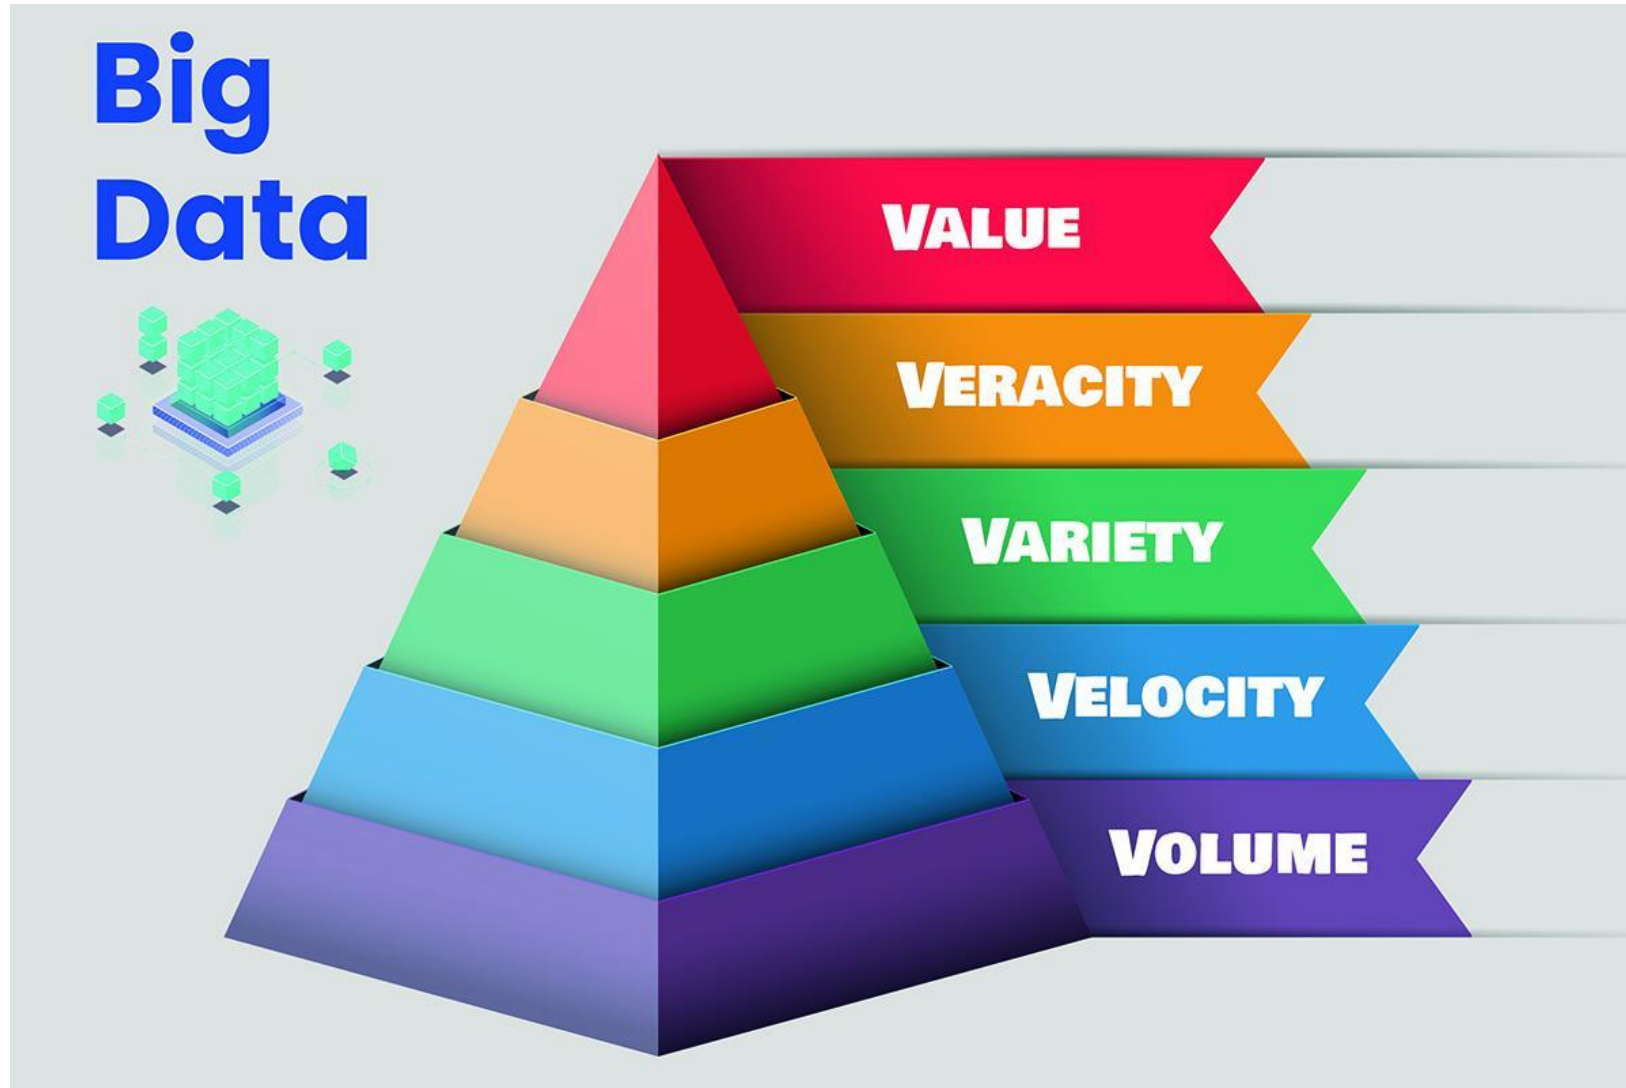 Big
Data
VALUE
VERACITY
VARIETY
VELOCITY
VOLUME